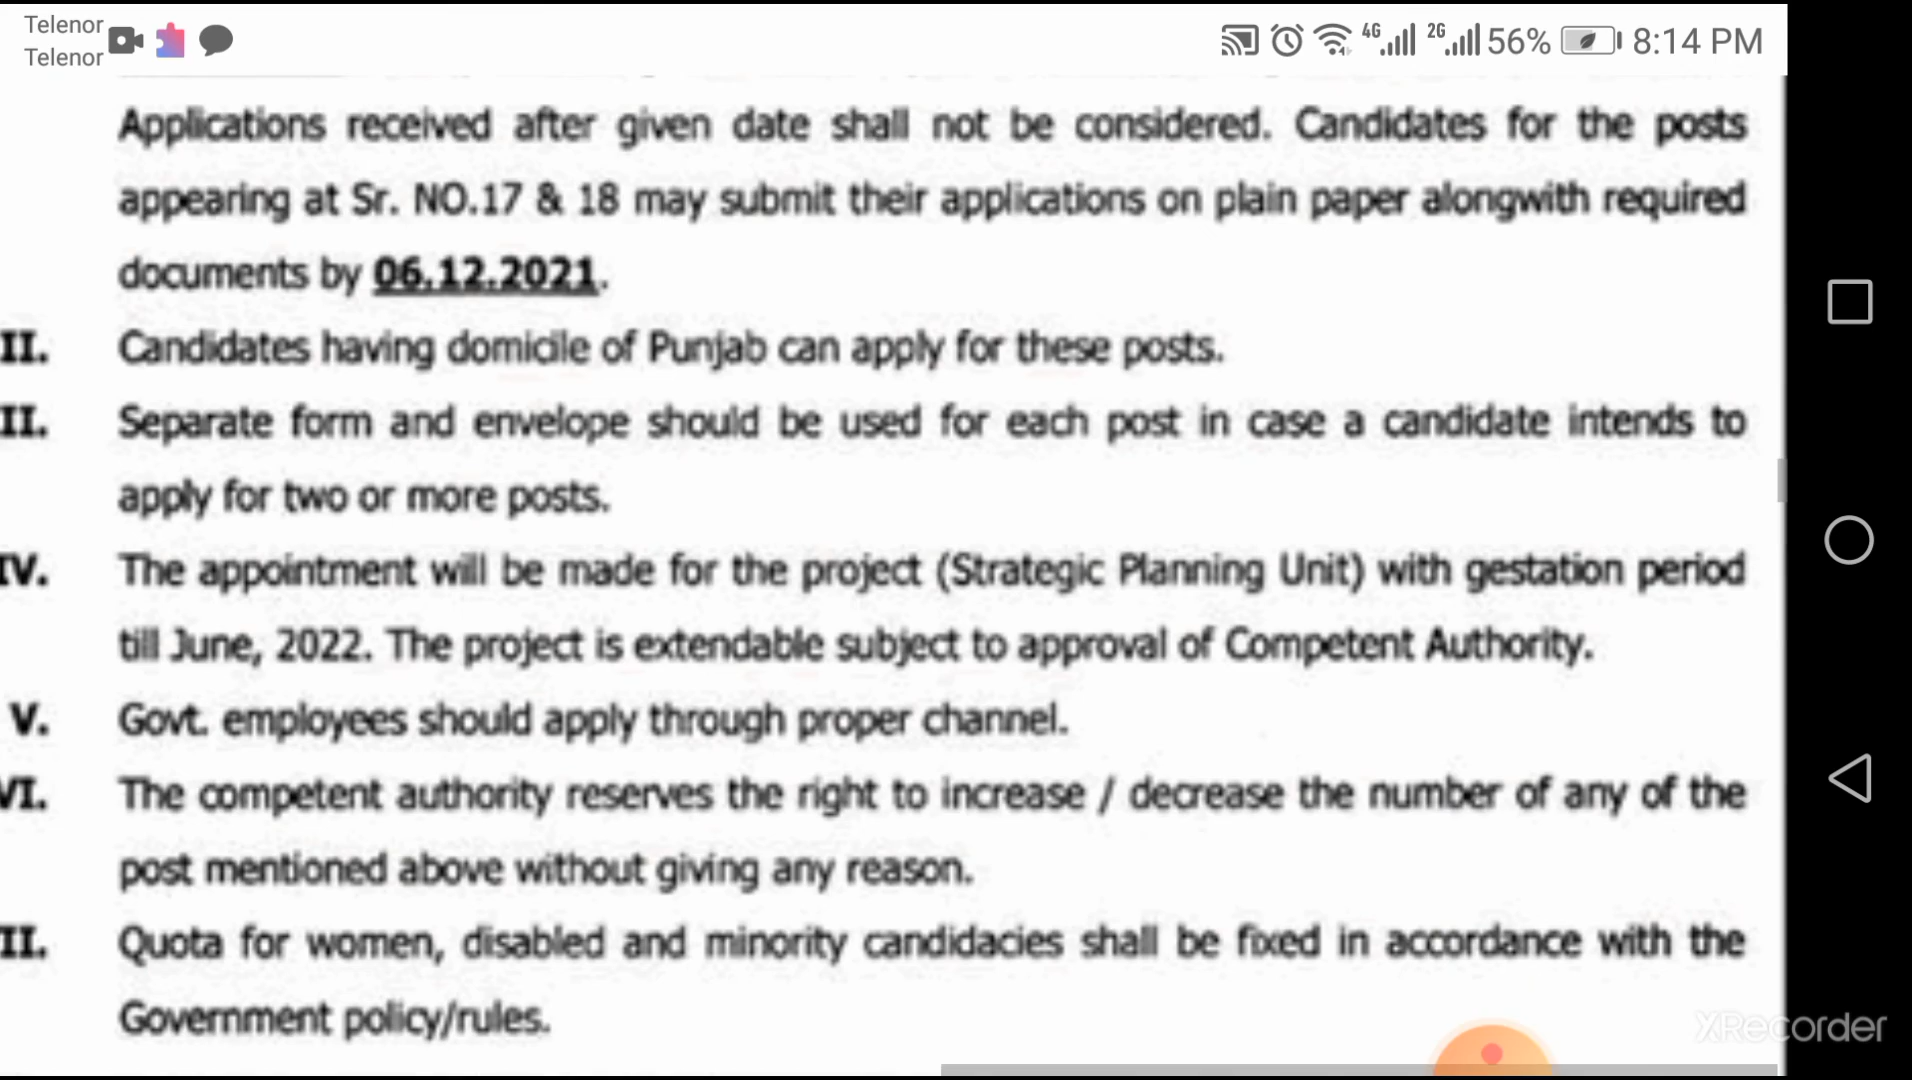 Telenor
Telenor
4G 2G 56% 8:14 PM
Applications received after given date shall not be considered. Candidates for the posts
appearing at Sr. NO.17 & 18 may submit their applications on plain paper alongwith required
documents by 06.12.2021.
II. Candidates having domicile of Punjab can apply for these posts.
II. Separate form and envelope should be used for each post in case a candidate intends to
apply for two or more posts.
IV. The appointment will be made for the project (Strategic Planning Unit) with gestation period
till June, 2022. The project is extendable subject to approval of Competent Authority.
V. Govt. employees should apply through proper channel.
VI. The competent authority reserves the right to increase / decrease the number of any of the
post mentioned above without giving any reason.
II. Quota for women, disabled and minority candidacies shall be fixed in accordance with the
Government policy/rules.
XRecorder